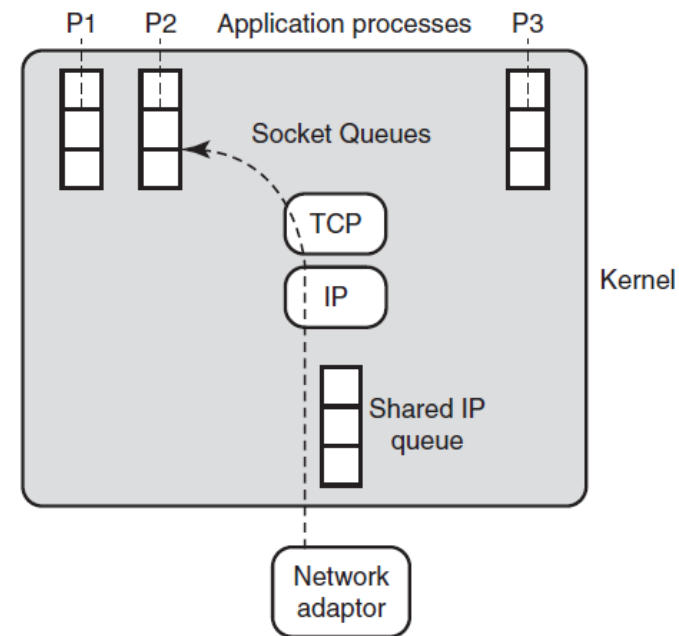 P1 P2 Application processes P3
Socket Queues
TCP
IP
Kernel
Shared IP
queue
Network
adaptor